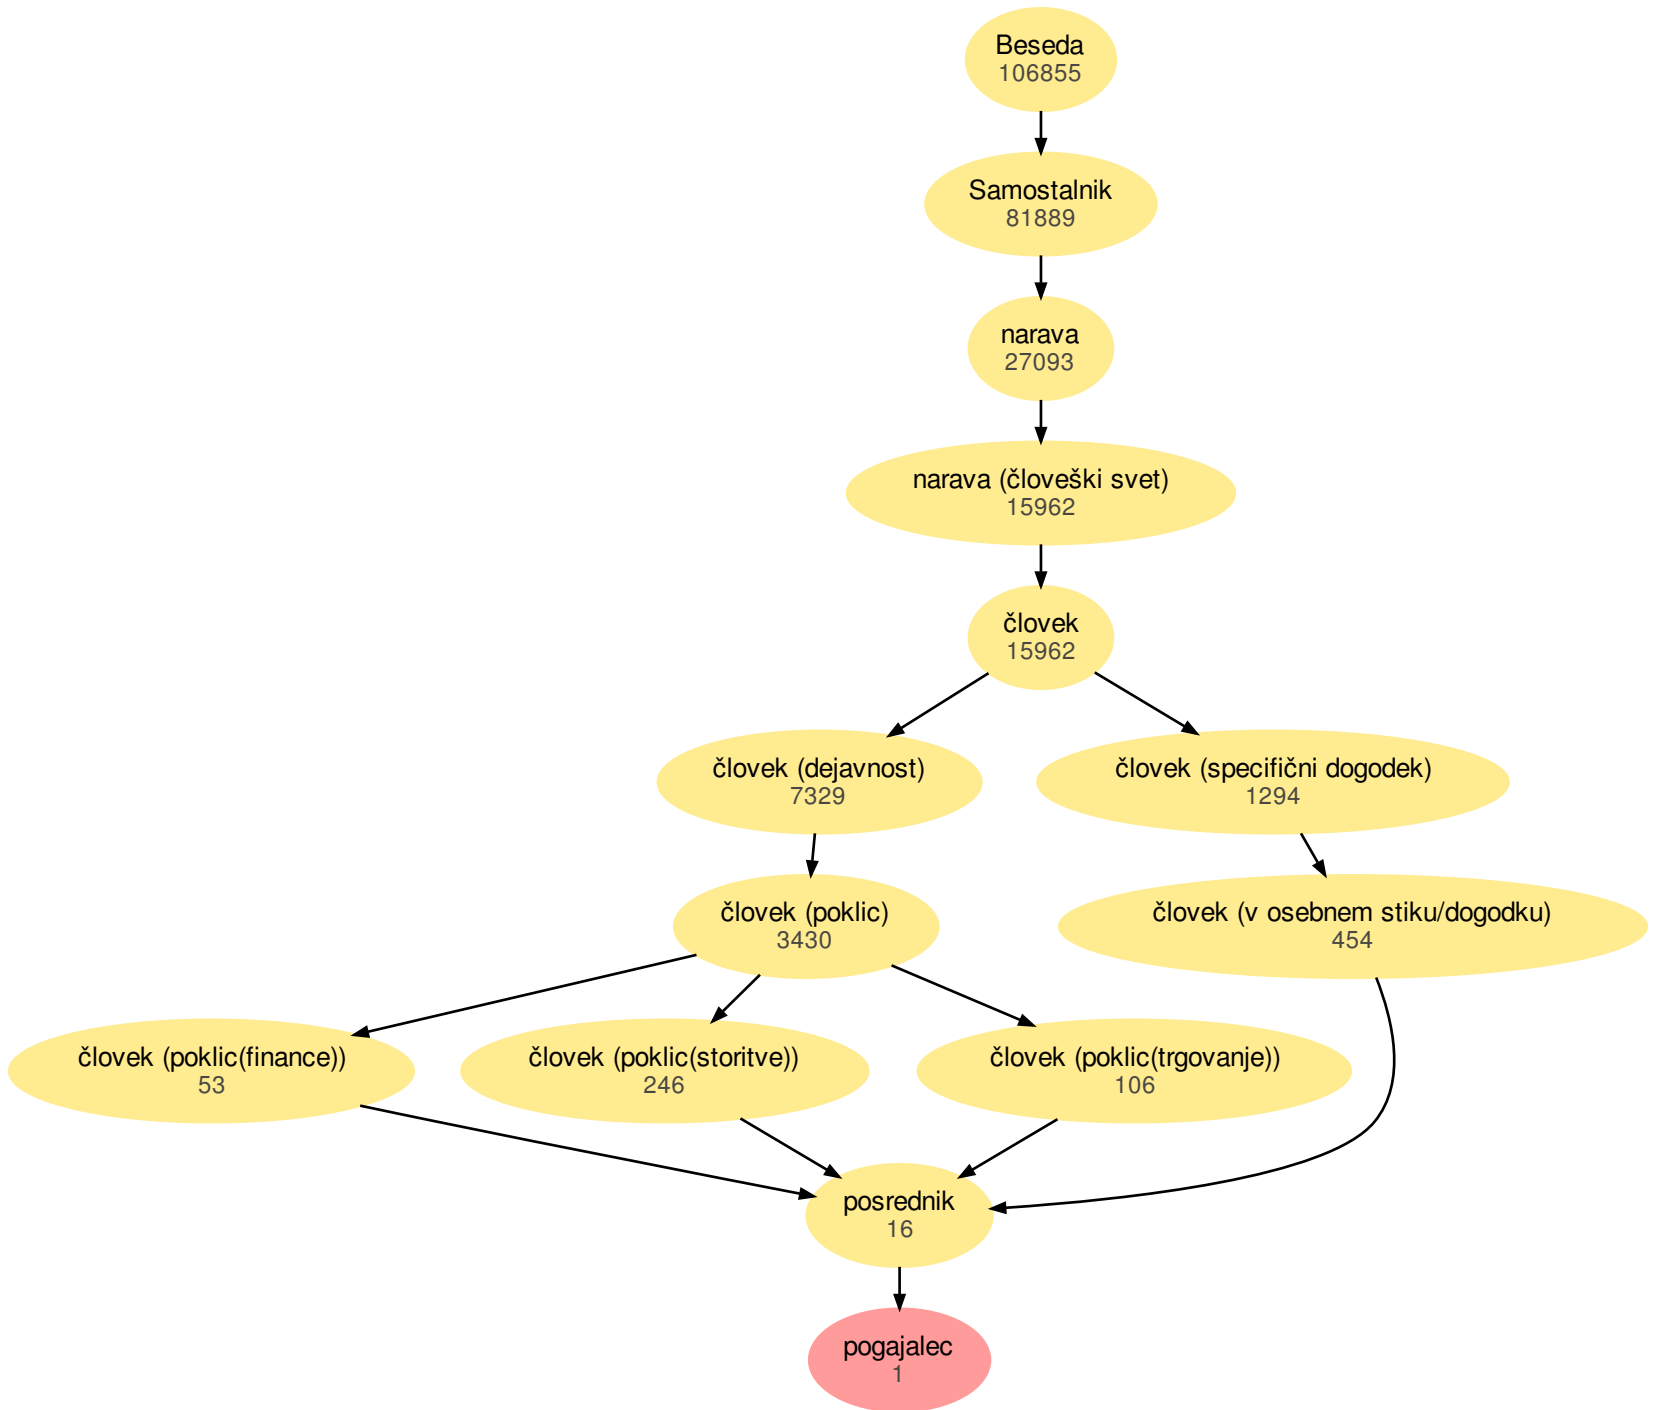 Beseda
106855
Samostalnik
81889
narava
27093
narava (človeški svet)
15962
človek
15962
človek (dejavnost)
7329
človek (specifični dogodek)
1294
človek (poklic)
3430
človek (v osebnem stiku/dogodku)
454
človek (poklic(finance))
53
človek (poklic(storitve))
246
človek (poklic(trgovanje))
106
posrednik
16
pogajalec
1